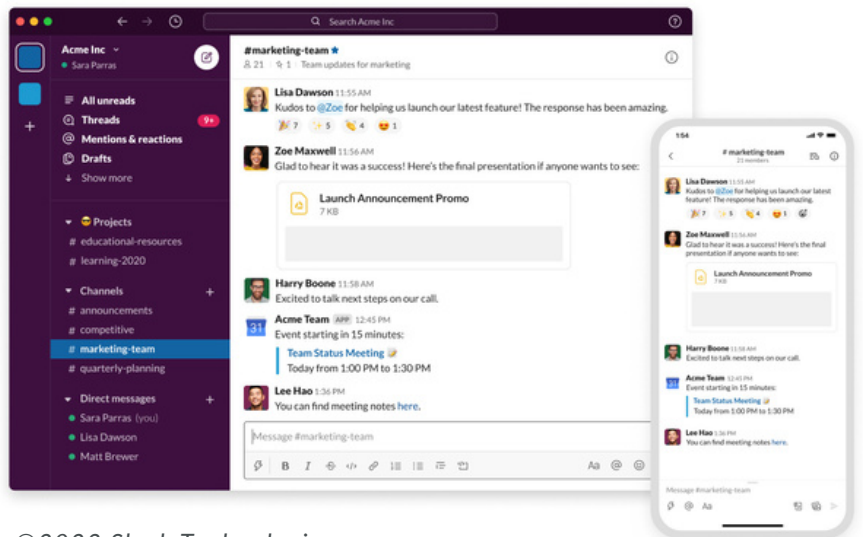 Search Acme Inc
Acme Inc
Sara Parras
All unreads
Threads 9+
Mentions & reactions
Drafts
Show more
Projects
# educational-resources
# learning-2020
Channels +
# announcements
# competitive
# marketing-team
# quarterly-planning
Direct messages +
Sara Parras (you)
Lisa Dawson
Matt Brewer
#marketing-team
21 | 1 | Team updates for marketing
Lisa Dawson 11:55 AM
Kudos to @Zoe for helping us launch our latest feature! The response has been amazing.
7 5 4 1
Zoe Maxwell 11:56 AM
Glad to hear it was a success! Here's the final presentation if anyone wants to see:
Launch Announcement Promo
7 KB
Harry Boone 11:58 AM
Excited to talk next steps on our call.
31
Acme Team APP 12:45 PM
Event starting in 15 minutes:
Team Status Meeting
Today from 1:00 PM to 1:30 PM
Lee Hao 1:36 PM
You can find meeting notes here.
Message #marketing-team
B I Aa @
1:54
# marketing-team
21 members
Lisa Dawson 11:55 AM
Kudos to @Zoe for helping us launch our latest
feature! The response has been amazing.
7 5 4 1
Zoe Maxwell 11:56 AM
Glad to hear it was a success! Here's the final
presentation if anyone wants to see:
Launch Announcement Promo
7 KB
Harry Boone 11:58 AM
Excited to talk next steps on our call.
31
Acme Team 12:45 PM
Event starting in 15 minutes:
Team Status Meeting
Today from 1:00 PM to 1:30 PM
Lee Hao 1:36 PM
You can find meeting notes here.
Message #marketing-team
@ Aa